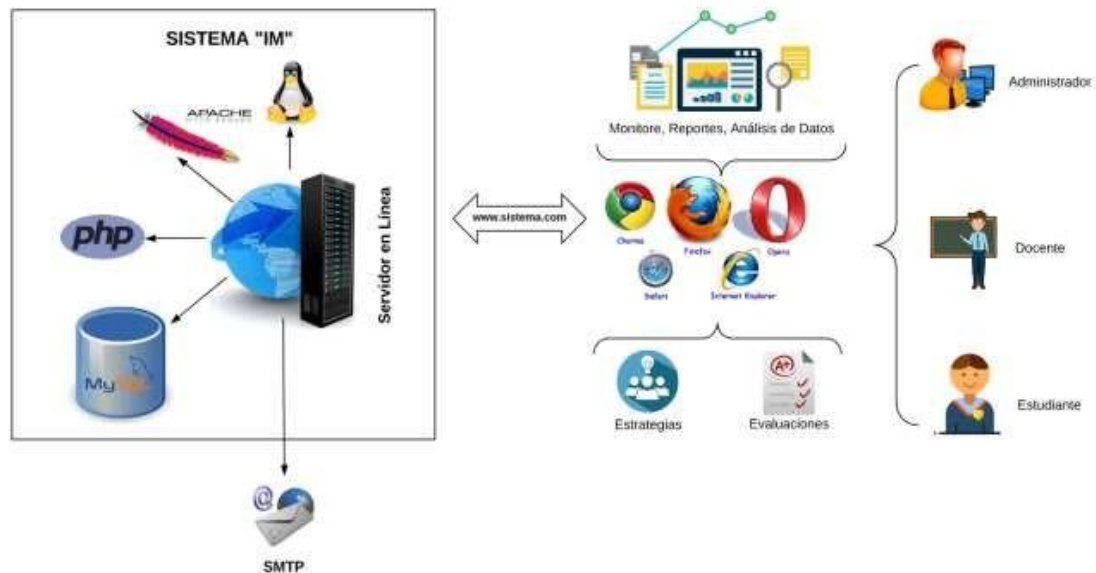 SISTEMA "IM"
APACHE
php
MySQL
Servidor en Línea
SMTP
www.sistema.com
Monitore, Reportes, Análisis de Datos
Firefox
Opera
Safari
Internet Explorer
Estrategias
A+
Evaluaciones
Administrador
Docente
Estudiante